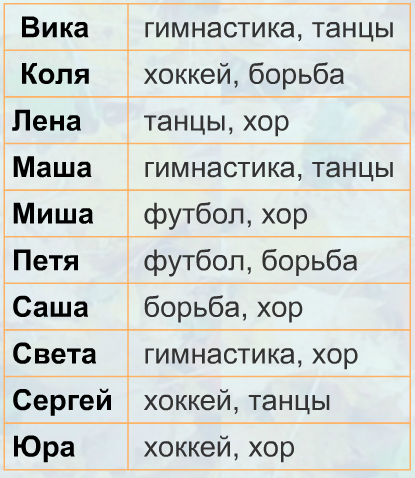 Вика гимнастика, танцы
Коля хоккей, борьба
Лена танцы, хор
Маша гимнастика, танцы
Миша футбол, хор
Петя футбол, борьба
Саша борьба, хор
Света гимнастика, хор
Сергей хоккей, танцы
Юра хоккей, хор